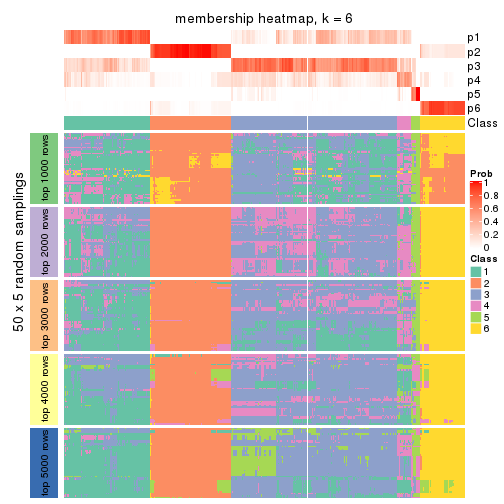 membership heatmap, k = 6
p1
p2
p3
p4
p5
p6
Class
50 x 5 random samplings
top 1000 rows
top 2000 rows
top 3000 rows
top 4000 rows
top 5000 rows
Prob
1
0.8
0.6
0.4
0.2
0
Class
1
2
3
4
5
6